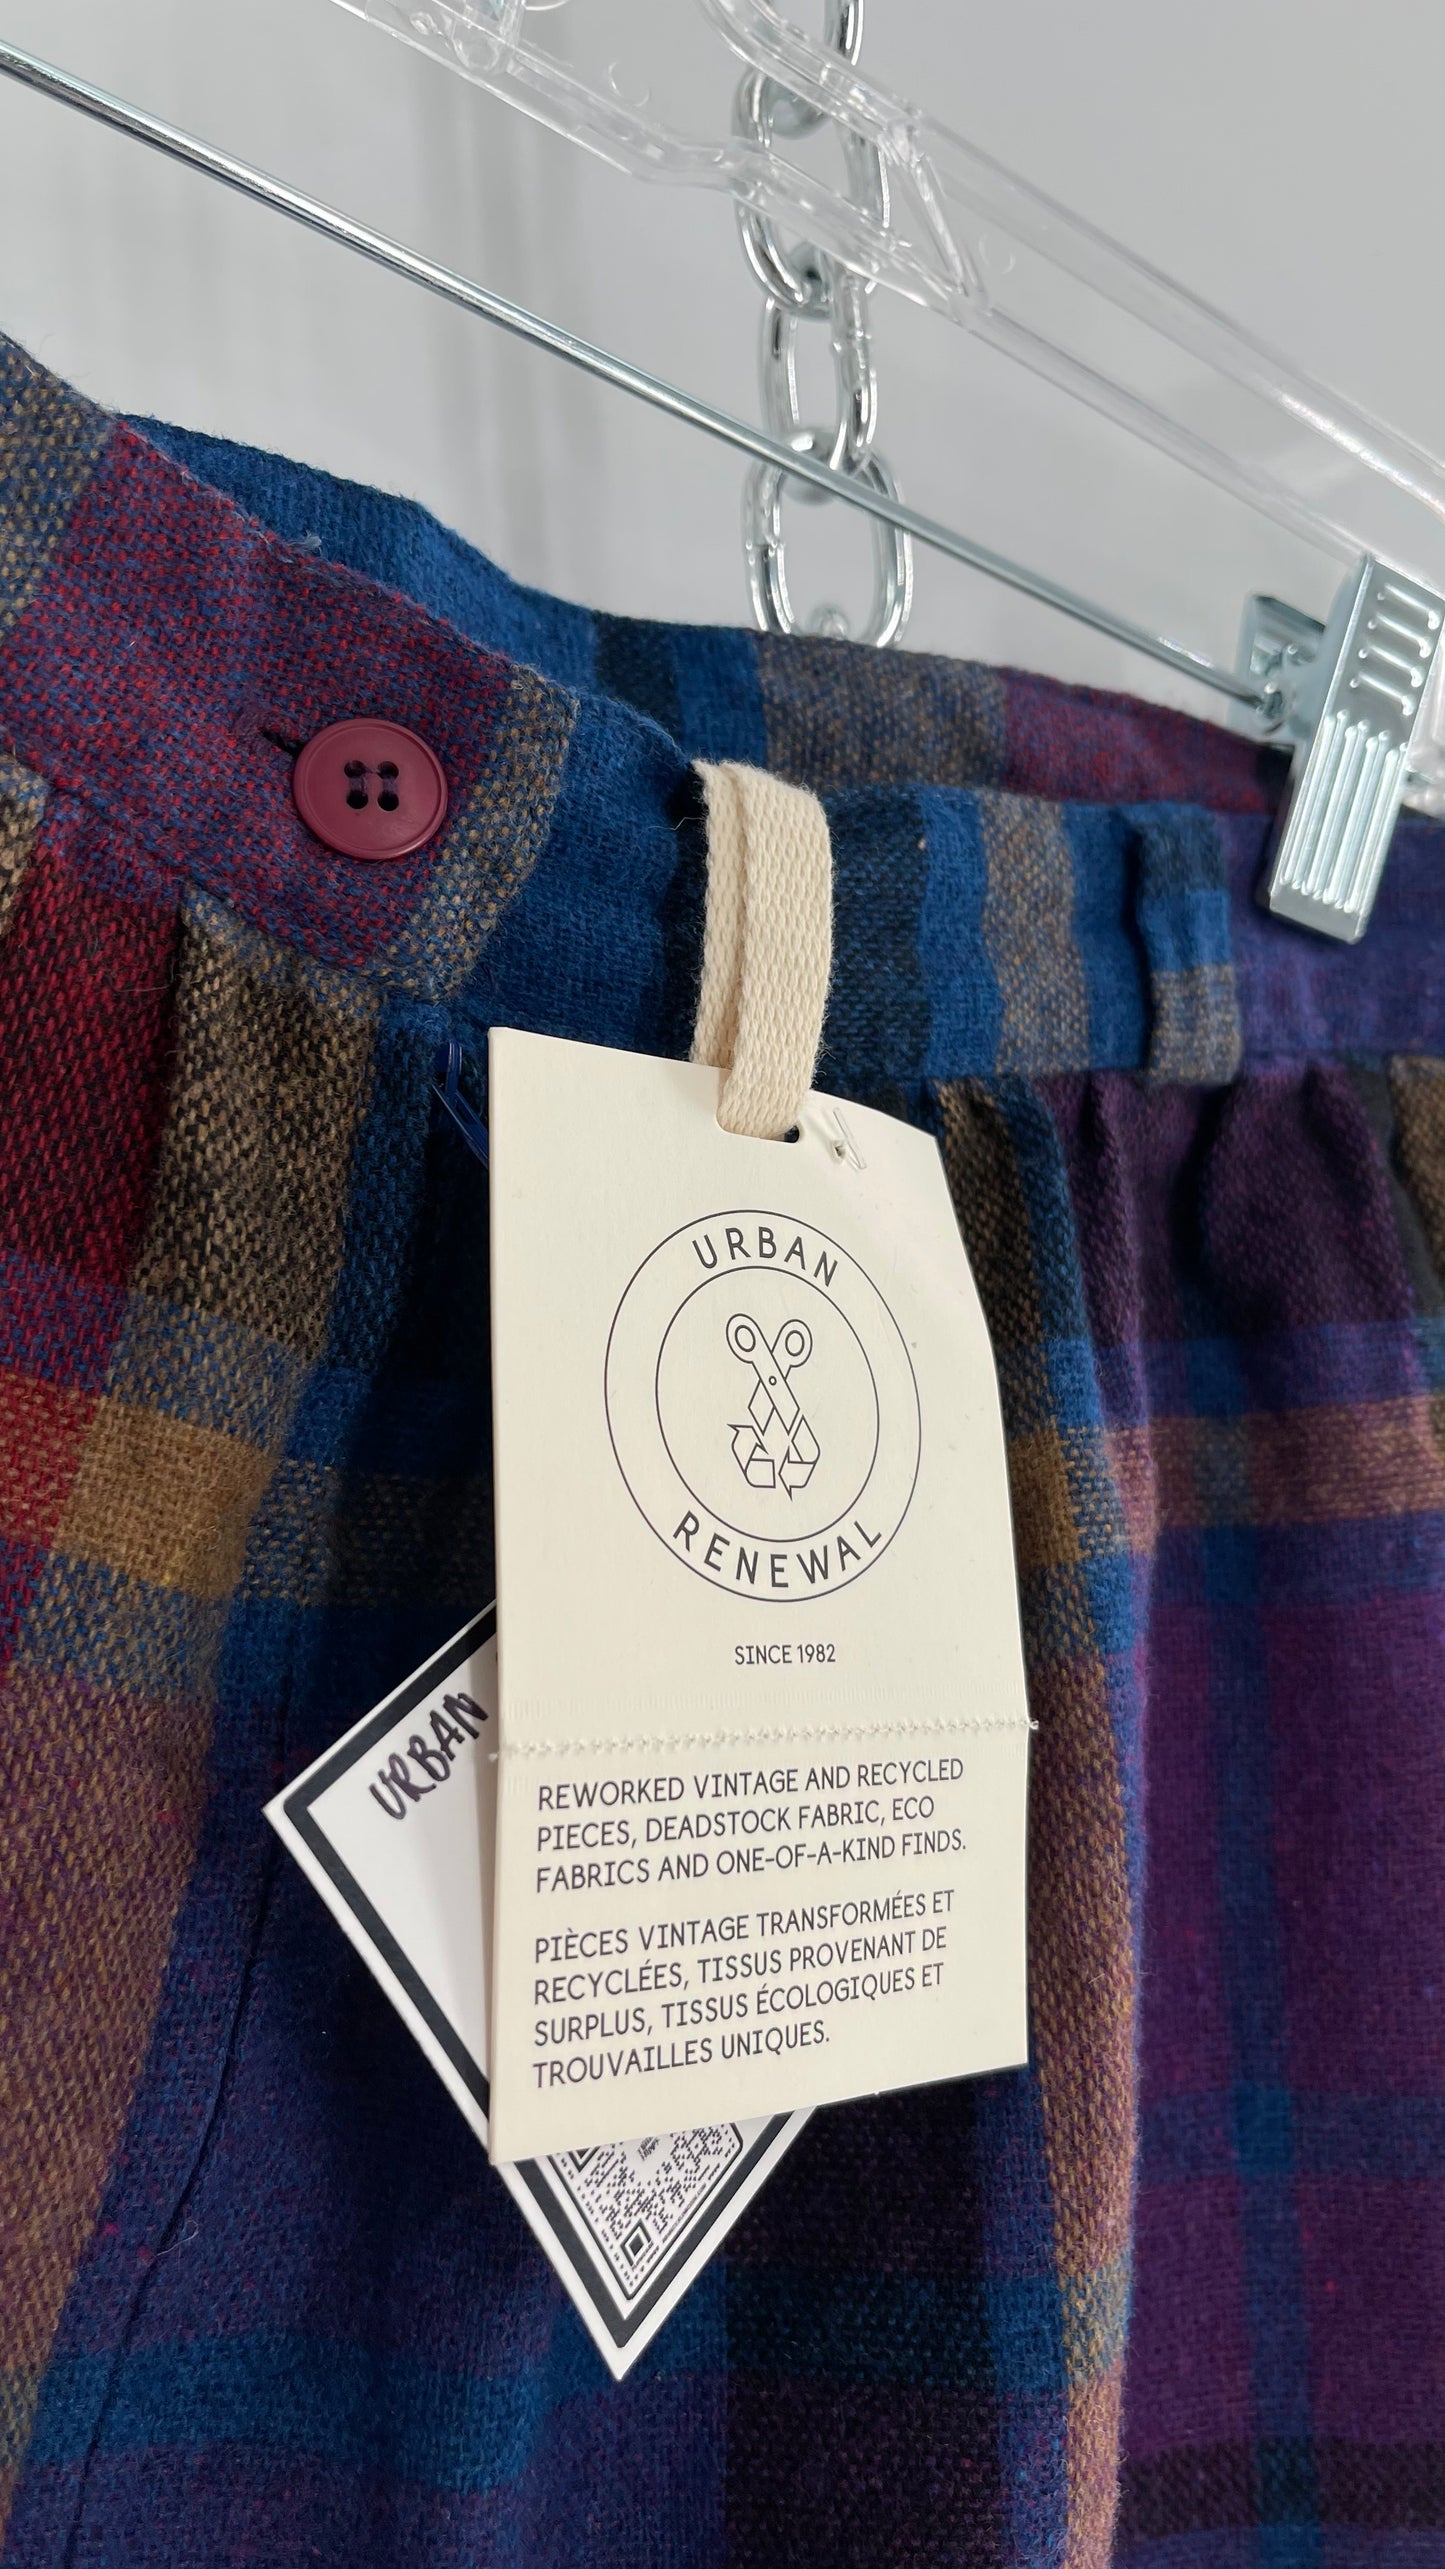 URBAN
RENEWAL
SINCE 1982
REWORKED VINTAGE AND RECYCLED
PIECES, DEADSTOCK FABRIC, ECO
FABRICS AND ONE-OF-A-KIND FINDS.
PIÈCES VINTAGE TRANSFORMÉES ET
RECYCLÉES, TISSUS PROVENANT DE
SURPLUS, TISSUS ÉCOLOGIQUES ET
TROUVAILLES UNIQUES.
URBAN